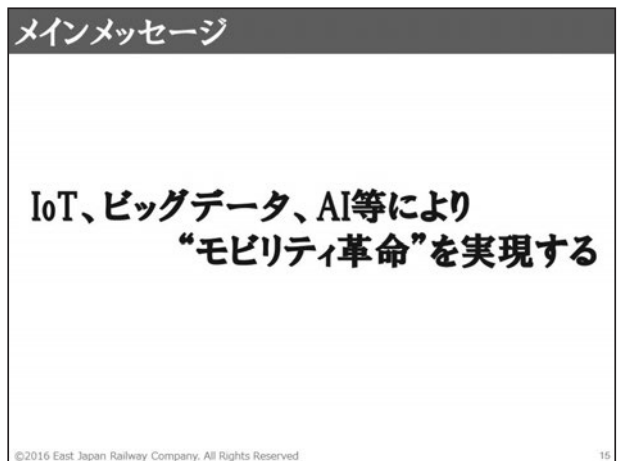 メインメッセージ
IoT、ビッグデータ、AI等により
“モビリティ革命”を実現する
©2016 East Japan Railway Company. All Rights Reserved
15